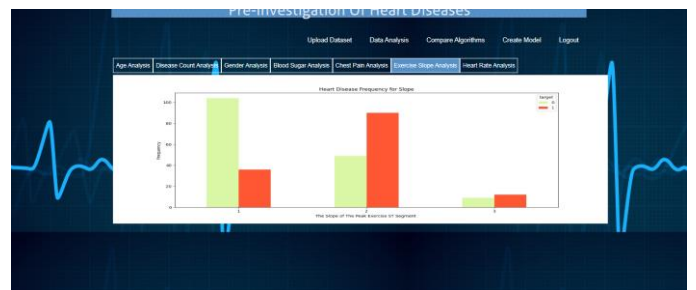 Pre-Investigation Of Heart Diseases
Upload Dataset Data Analysis Compare Algorithms Create Model Logout
Age Analysis Disease Count Analysis Gender Analysis Blood Sugar Analysis Chest Pain Analysis Exercise Slope Analysis Heart Rate Analysis
Heart Disease Frequency for Slope
target
0
1
100
80
60
40
20
0
Frequency
1 2 3
The Slope of The Peak Exercise ST Segment